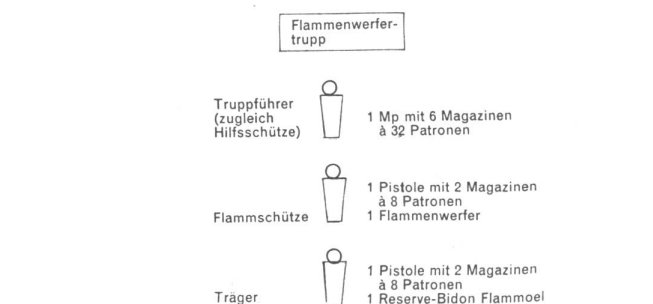 Flammenwerfer-
trupp
Truppführer
(zugleich
Hilfsschütze)
1 Mp mit 6 Magazinen
à 32 Patronen
Flammschütze
1 Pistole mit 2 Magazinen
à 8 Patronen
1 Flammenwerfer
Träger
1 Pistole mit 2 Magazinen
à 8 Patronen
1 Reserve-Bidon Flammoel